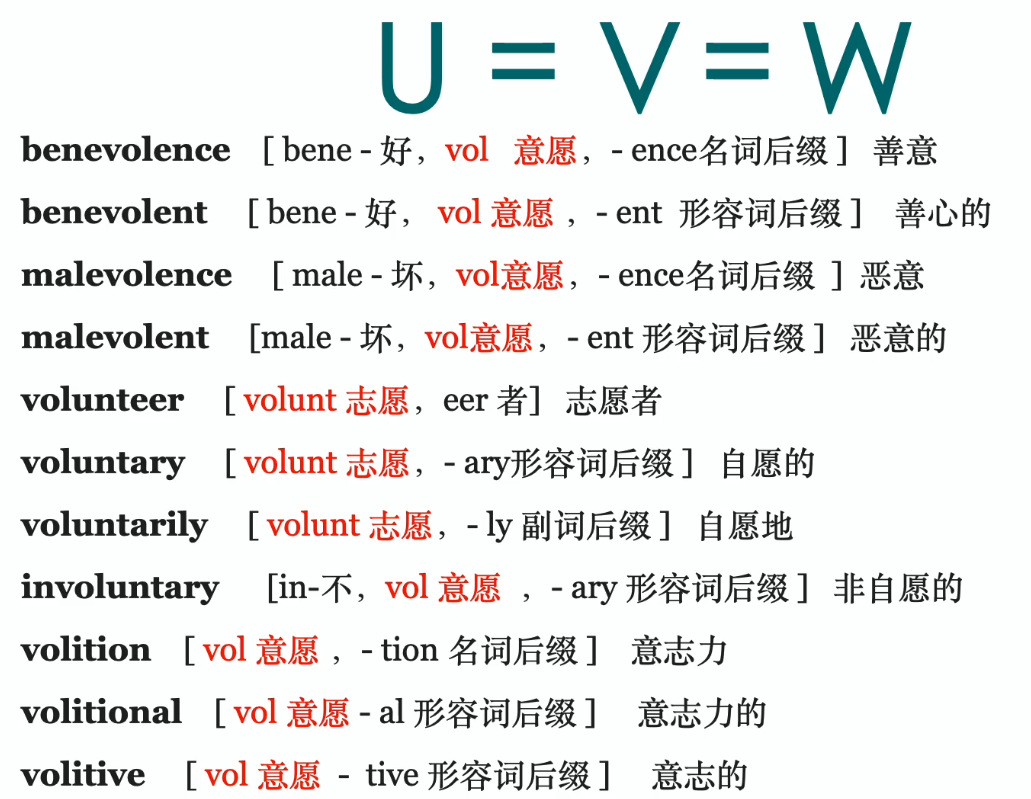 U = V = W
benevolence [ bene - 好，vol 意愿，- ence名词后缀 ] 善意
benevolent [ bene - 好， vol 意愿 ，- ent 形容词后缀 ] 善心的
malevolence [ male - 坏，vol意愿，- ence名词后缀 ] 恶意
malevolent [male - 坏，vol意愿，- ent 形容词后缀 ] 恶意的
volunteer [ volunt 志愿，eer 者] 志愿者
voluntary [ volunt 志愿，- ary形容词后缀 ] 自愿的
voluntarily [ volunt 志愿，- ly 副词后缀 ] 自愿地
involuntary [in-不，vol 意愿 ，- ary 形容词后缀 ] 非自愿的
volition [ vol 意愿 ，- tion 名词后缀 ] 意志力
volitional [ vol 意愿 - al 形容词后缀 ] 意志力的
volitive [ vol 意愿 - tive 形容词后缀 ] 意志的